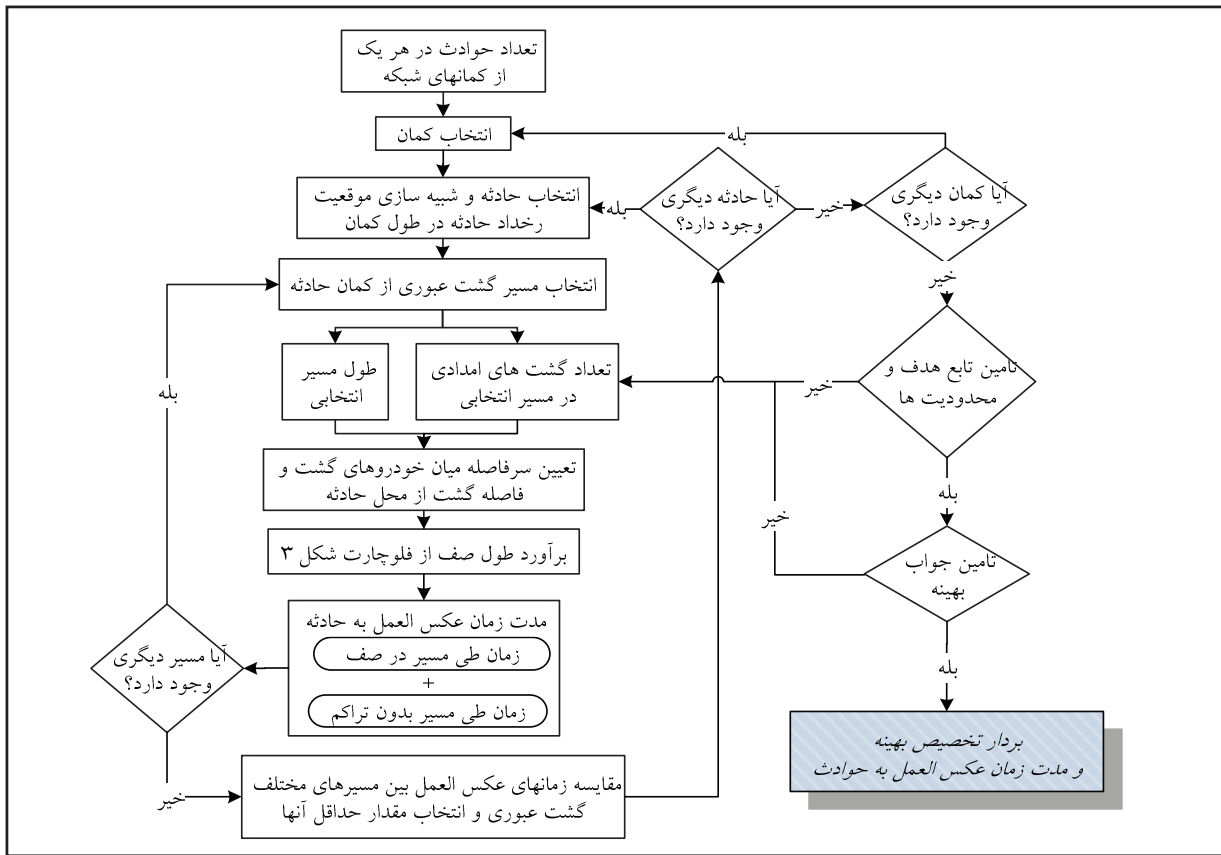 تعداد حوادث در هر یک
از کمانهای شبکه
انتخاب کمان
بله
انتخاب حادثه و شبیه سازی موقعیت
رخداد حادثه در طول کمان
بله
آیا حادثه دیگری
وجود دارد؟
خیر
آیا کمان دیگری
وجود دارد؟
خیر
انتخاب مسیر گشت عبوری از کمان حادثه
طول مسیر
انتخابی
تعداد گشت های امدادی
در مسیر انتخابی
خیر
تامین تابع هدف و
محدودیت ها
بله
بله
تعیین سرفاصله میان خودروهای گشت و
فاصله گشت از محل حادثه
خیر
برآورد طول صف از فلوچارت شکل ۳
تامین جواب
بهینه
بله
مدت زمان عکس العمل به حادثه
زمان طی مسیر در صف
+
زمان طی مسیر بدون تراکم
آیا مسیر دیگری
وجود دارد؟
خیر
مقایسه زمانهای عکس العمل بین مسیرهای مختلف
گشت عبوری و انتخاب مقدار حداقل آنها
بردار تخصیص بهینه
و مدت زمان عکس العمل به حوادث